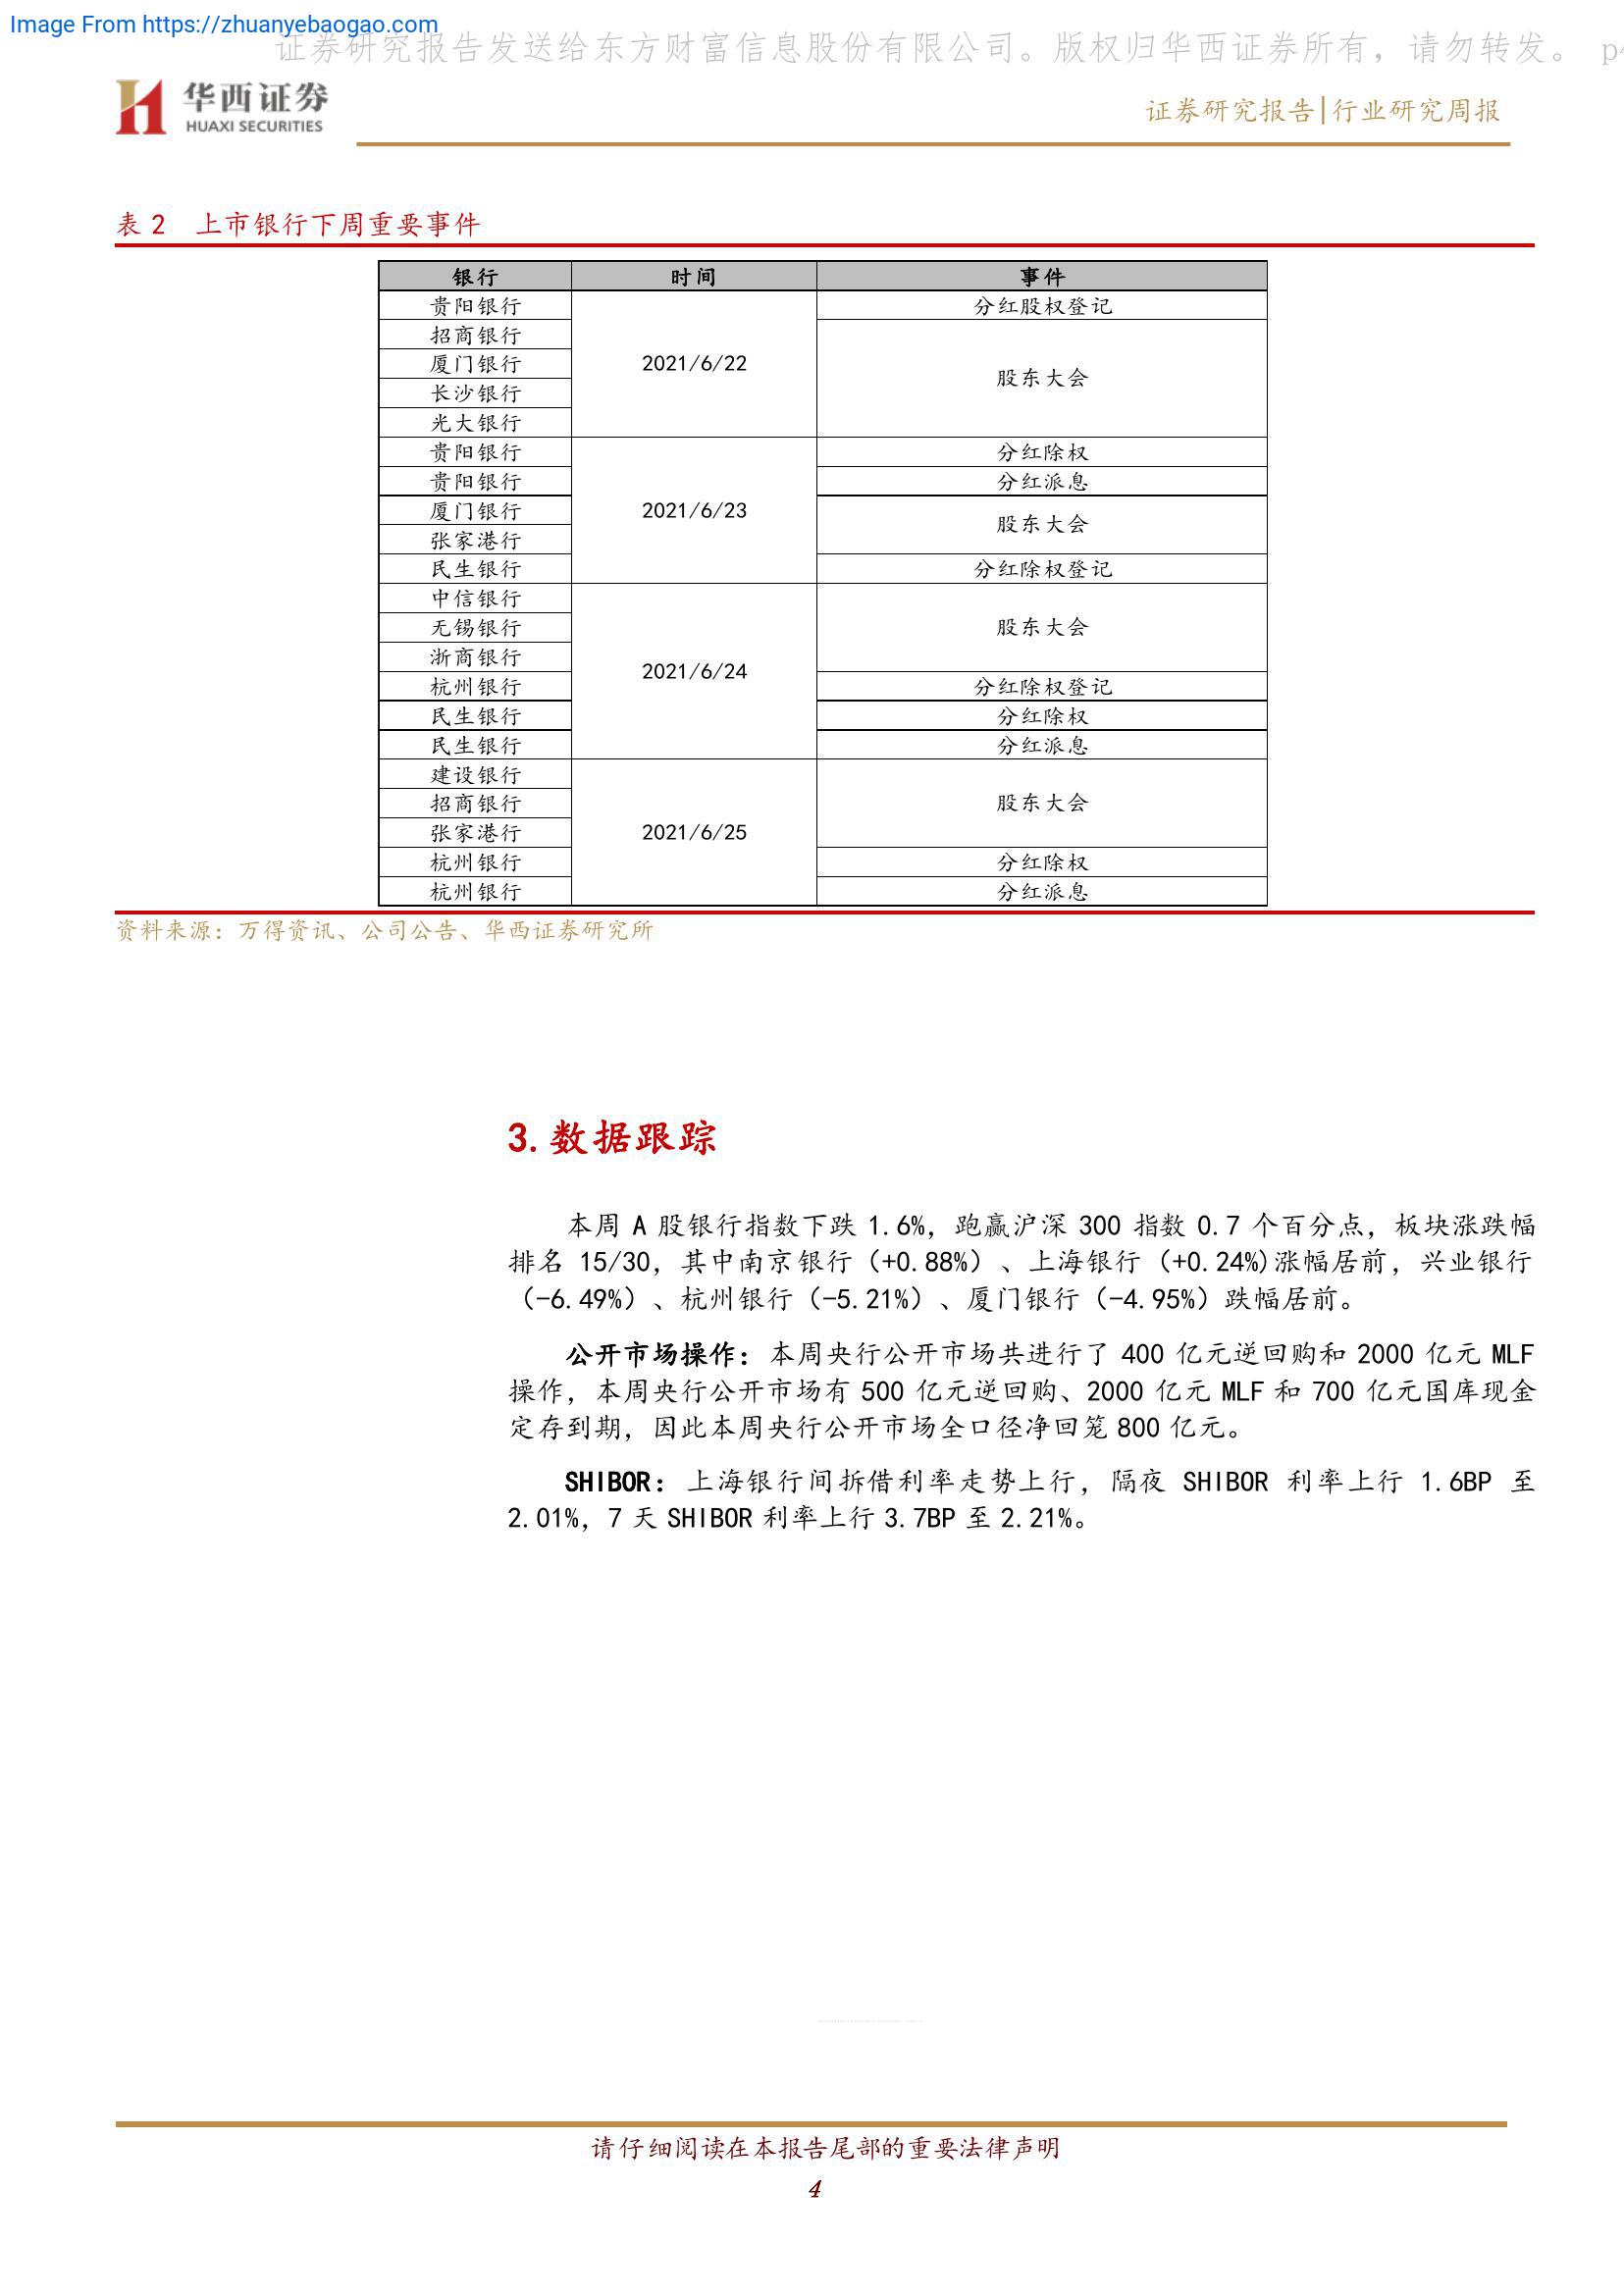 Image From https://zhuanyebaogao.com
证券研究报告发送给东方财富信息股份有限公司。版权归华西证券所有，请勿转发。 p4
华西证券
HUAXI SECURITIES
证券研究报告|行业研究周报
表 2 上市银行下周重要事件
银行 时间 事件
贵阳银行 2021/6/22 分红股权登记
招商银行 股东大会
厦门银行
长沙银行
光大银行
贵阳银行 2021/6/23 分红除权
贵阳银行 分红派息
厦门银行 股东大会
张家港行
民生银行 分红除权登记
中信银行 2021/6/24 股东大会
无锡银行
浙商银行
杭州银行 分红除权登记
民生银行 分红除权
民生银行 分红派息
建设银行 2021/6/25 股东大会
招商银行
张家港行
杭州银行 分红除权
杭州银行 分红派息
资料来源：万得资讯、公司公告、华西证券研究所
3.数据跟踪
本周 A 股银行指数下跌 1.6%，跑赢沪深 300 指数 0.7 个百分点，板块涨跌幅
排名 15/30，其中南京银行（+0.88%）、上海银行（+0.24%)涨幅居前，兴业银行
（-6.49%）、杭州银行（-5.21%）、厦门银行（-4.95%）跌幅居前。
公开市场操作：本周央行公开市场共进行了 400 亿元逆回购和 2000 亿元 MLF
操作，本周央行公开市场有 500 亿元逆回购、2000 亿元 MLF 和 700 亿元国库现金
定存到期，因此本周央行公开市场全口径净回笼 800 亿元。
SHIBOR：上海银行间拆借利率走势上行，隔夜 SHIBOR 利率上行 1.6BP 至
2.01%，7 天 SHIBOR 利率上行 3.7BP 至 2.21%。
请仔细阅读在本报告尾部的重要法律声明
4